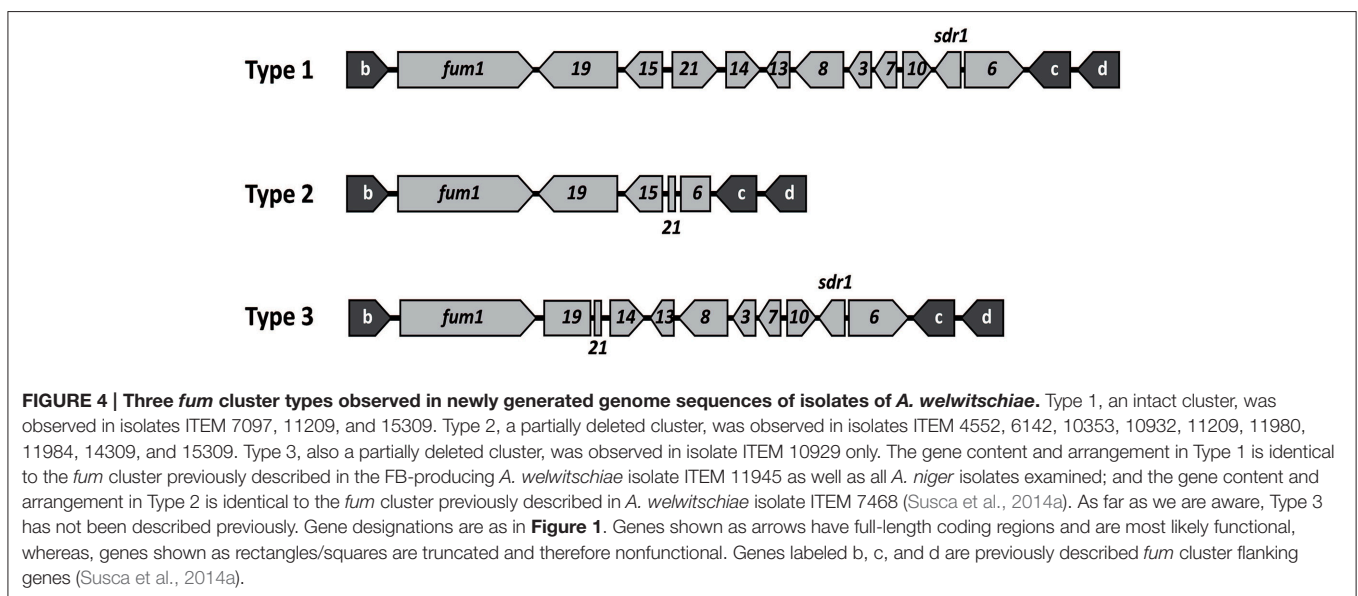 sdr1
Type 1 b fum1 19 15 21 14 13 8 3 7 10 6 c d
Type 2 b fum1 19 15 6 c d
21
sdr1
Type 3 b fum1 19 14 13 8 3 7 10 6 c d
21
FIGURE 4 | Three fum cluster types observed in newly generated genome sequences of isolates of A. welwitschiae. Type 1, an intact cluster, was
observed in isolates ITEM 7097, 11209, and 15309. Type 2, a partially deleted cluster, was observed in isolates ITEM 4552, 6142, 10353, 10932, 11209, 11980,
11984, 14309, and 15309. Type 3, also a partially deleted cluster, was observed in isolate ITEM 10929 only. The gene content and arrangement in Type 1 is identical
to the fum cluster previously described in the FB-producing A. welwitschiae isolate ITEM 11945 as well as all A. niger isolates examined; and the gene content and
arrangement in Type 2 is identical to the fum cluster previously described in A. welwitschiae isolate ITEM 7468 (Susca et al., 2014a). As far as we are aware, Type 3
has not been described previously. Gene designations are as in Figure 1. Genes shown as arrows have full-length coding regions and are most likely functional,
whereas, genes shown as rectangles/squares are truncated and therefore nonfunctional. Genes labeled b, c, and d are previously described fum cluster flanking
genes (Susca et al., 2014a).